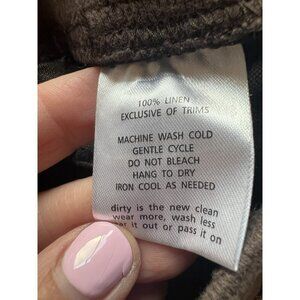 100% LINEN
EXCLUSIVE OF TRIMS
MACHINE WASH COLD
GENTLE CYCLE
DO NOT BLEACH
HANG TO DRY
IRON COOL AS NEEDED
dirty is the new clean
wear more, wash less
it out or pass it on